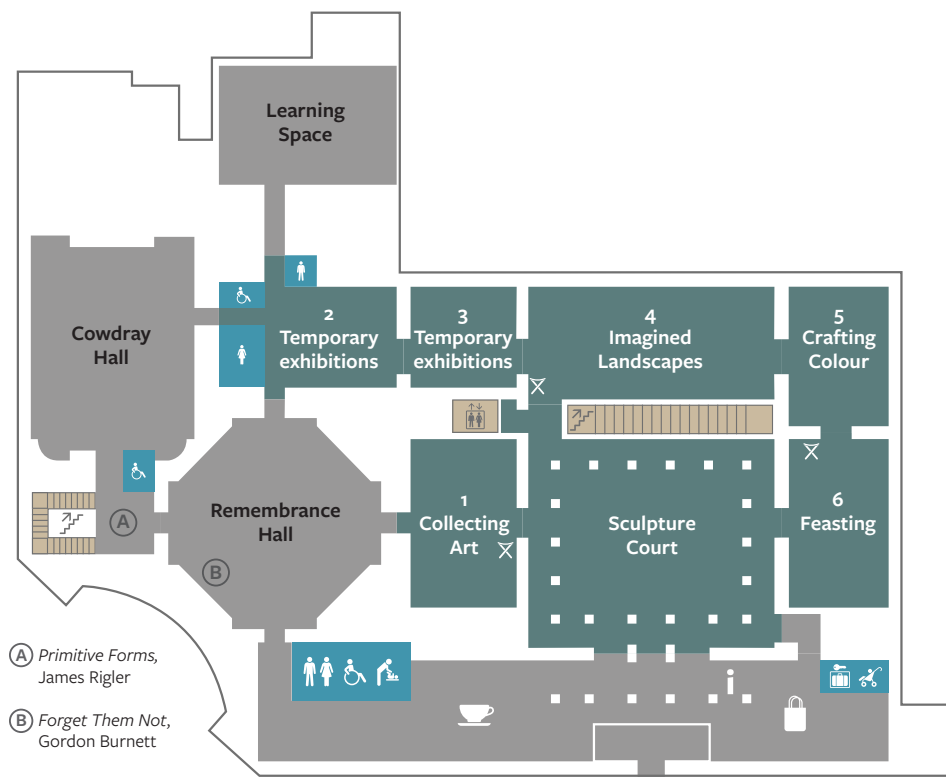 Learning
Space
Cowdray
Hall
2
Temporary
exhibitions
3
Temporary
exhibitions
4
Imagined
Landscapes
5
Crafting
Colour
Remembrance
Hall
1
Collecting
Art
Sculpture
Court
6
Feasting
A
B
A Primitive Forms,
James Rigler
B Forget Them Not,
Gordon Burnett
i